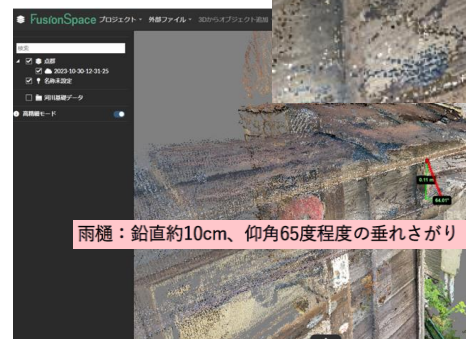 FusionSpace プロジェクト・ 外部ファイル・ 3Dからオブジェクト追加
検索
点群
2023-10-30-12-31-25
名称未設定
河川基礎データ
高精細モード
0.11 m
64.61°
雨樋：鉛直約10cm、仰角65度程度の垂れさがり